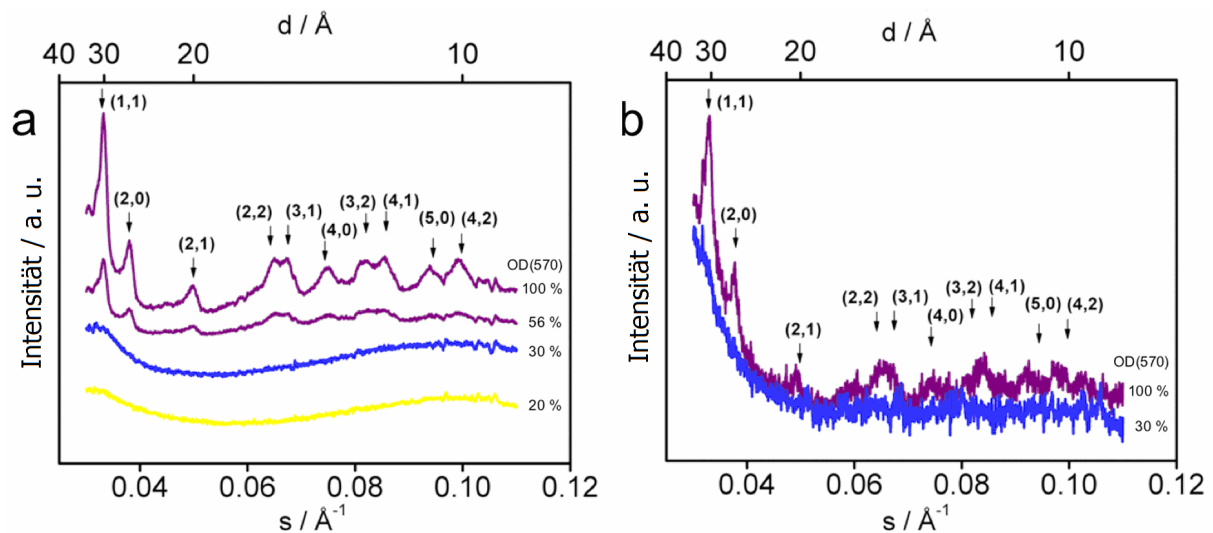 a
d / Å
40 30 20 10
(1,1)
(2,0)
(2,1)
(2,2)
(3,1)
(4,0)
(3,2)
(4,1)
(5,0)
(4,2)
OD(570)
100 %
56 %
30 %
20 %
Intensität / a. u.
0.04 0.06 0.08 0.10 0.12
s / Å-1
b
d / Å
40 30 20 10
(1,1)
(2,0)
(2,1)
(2,2)
(3,1)
(4,0)
(3,2)
(4,1)
(5,0)
(4,2)
OD(570)
100 %
30 %
Intensität / a. u.
0.04 0.06 0.08 0.10 0.12
s / Å-1